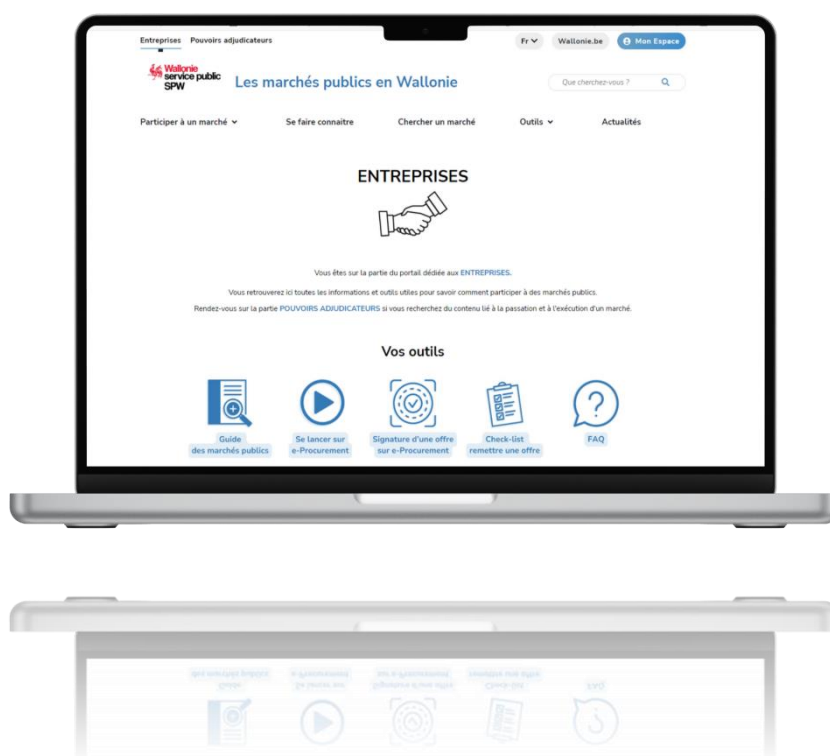 Entreprises Pouvoirs adjudicateurs
Fr Wallonie.be Mon Espace
Wallonie
service public
SPW
Les marchés publics en Wallonie
Que cherchez-vous ?
Participer à un marché Se faire connaitre Chercher un marché Outils Actualités
ENTREPRISES
Vous êtes sur la partie du portail dédiée aux ENTREPRISES.
Vous retrouverez ici toutes les informations et outils utiles pour savoir comment participer à des marchés publics.
Rendez-vous sur la partie POUVOIRS ADJUDICATEURS si vous recherchez du contenu lié à la passation et à l'exécution d'un marché.
Vos outils
Guide
des marchés publics
Se lancer sur
e-Procurement
Signature d'une offre
sur e-Procurement
Check-list
remettre une offre
FAQ